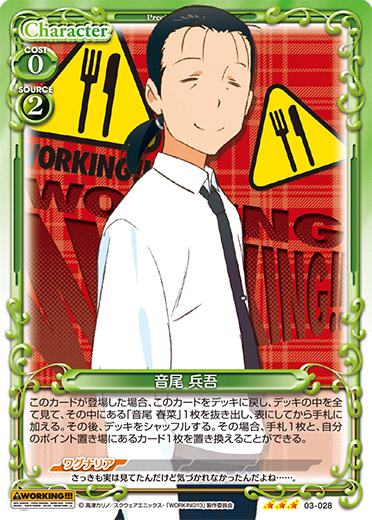 Preci
Character
COST
0
SOURCE
2
WORKING!!
WORKING
WORKING!!
音尾 兵吾
このカードが登場した場合、このカードをデッキに戻し、デッキの中を全
て見て、その中にある「音尾 春菜」1枚を抜き出し、表にしてから手札に
加える。その後、デッキをシャッフルする。その場合、手札1枚と、自
分のポイント置き場にあるカード1枚を置き換えることができる。
ワグナリア
さっきも実は見てたんだけど気づかれなかったんだよね……。
WORKING!!!
© 高津カリノ/スクウェアエニックス・「WORKING!!3」製作委員会
03-028